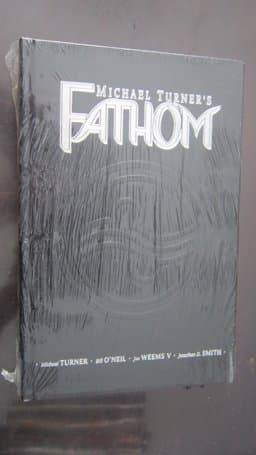 MICHAEL TURNER'S
FATHOM
· Michael TURNER · Bill O'NEIL · Joe WEEMS V · Jonathan D. SMITH ·